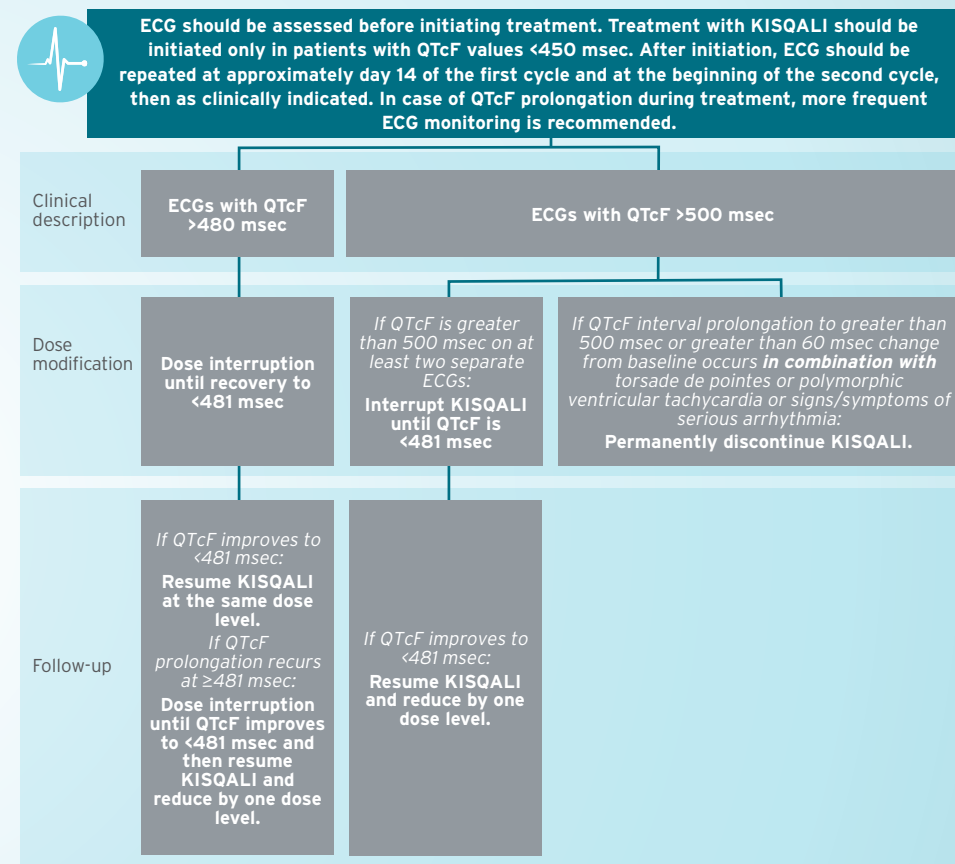 ECG should be assessed before initiating treatment. Treatment with KISQALI should be
initiated only in patients with QTcF values <450 msec. After initiation, ECG should be
repeated at approximately day 14 of the first cycle and at the beginning of the second cycle,
then as clinically indicated. In case of QTcF prolongation during treatment, more frequent
ECG monitoring is recommended.
Clinical
description
ECGs with QTcF
>480 msec
ECGs with QTcF >500 msec
Dose
modification
Dose interruption
until recovery to
<481 msec
If QTcF is greater
than 500 msec on at
least two separate
ECGs:
Interrupt KISQALI
until QTcF is
<481 msec
If QTcF interval prolongation to greater than
500 msec or greater than 60 msec change
from baseline occurs in combination with
torsade de pointes or polymorphic
ventricular tachycardia or signs/symptoms of
serious arrhythmia:
Permanently discontinue KISQALI.
Follow-up
If QTcF improves to
<481 msec:
Resume KISQALI
at the same dose
level.
If QTcF
prolongation recurs
at ≥481 msec:
Dose interruption
until QTcF improves
to <481 msec and
then resume
KISQALI and
reduce by one dose
level.
If QTcF improves to
<481 msec:
Resume KISQALI
and reduce by one
dose level.